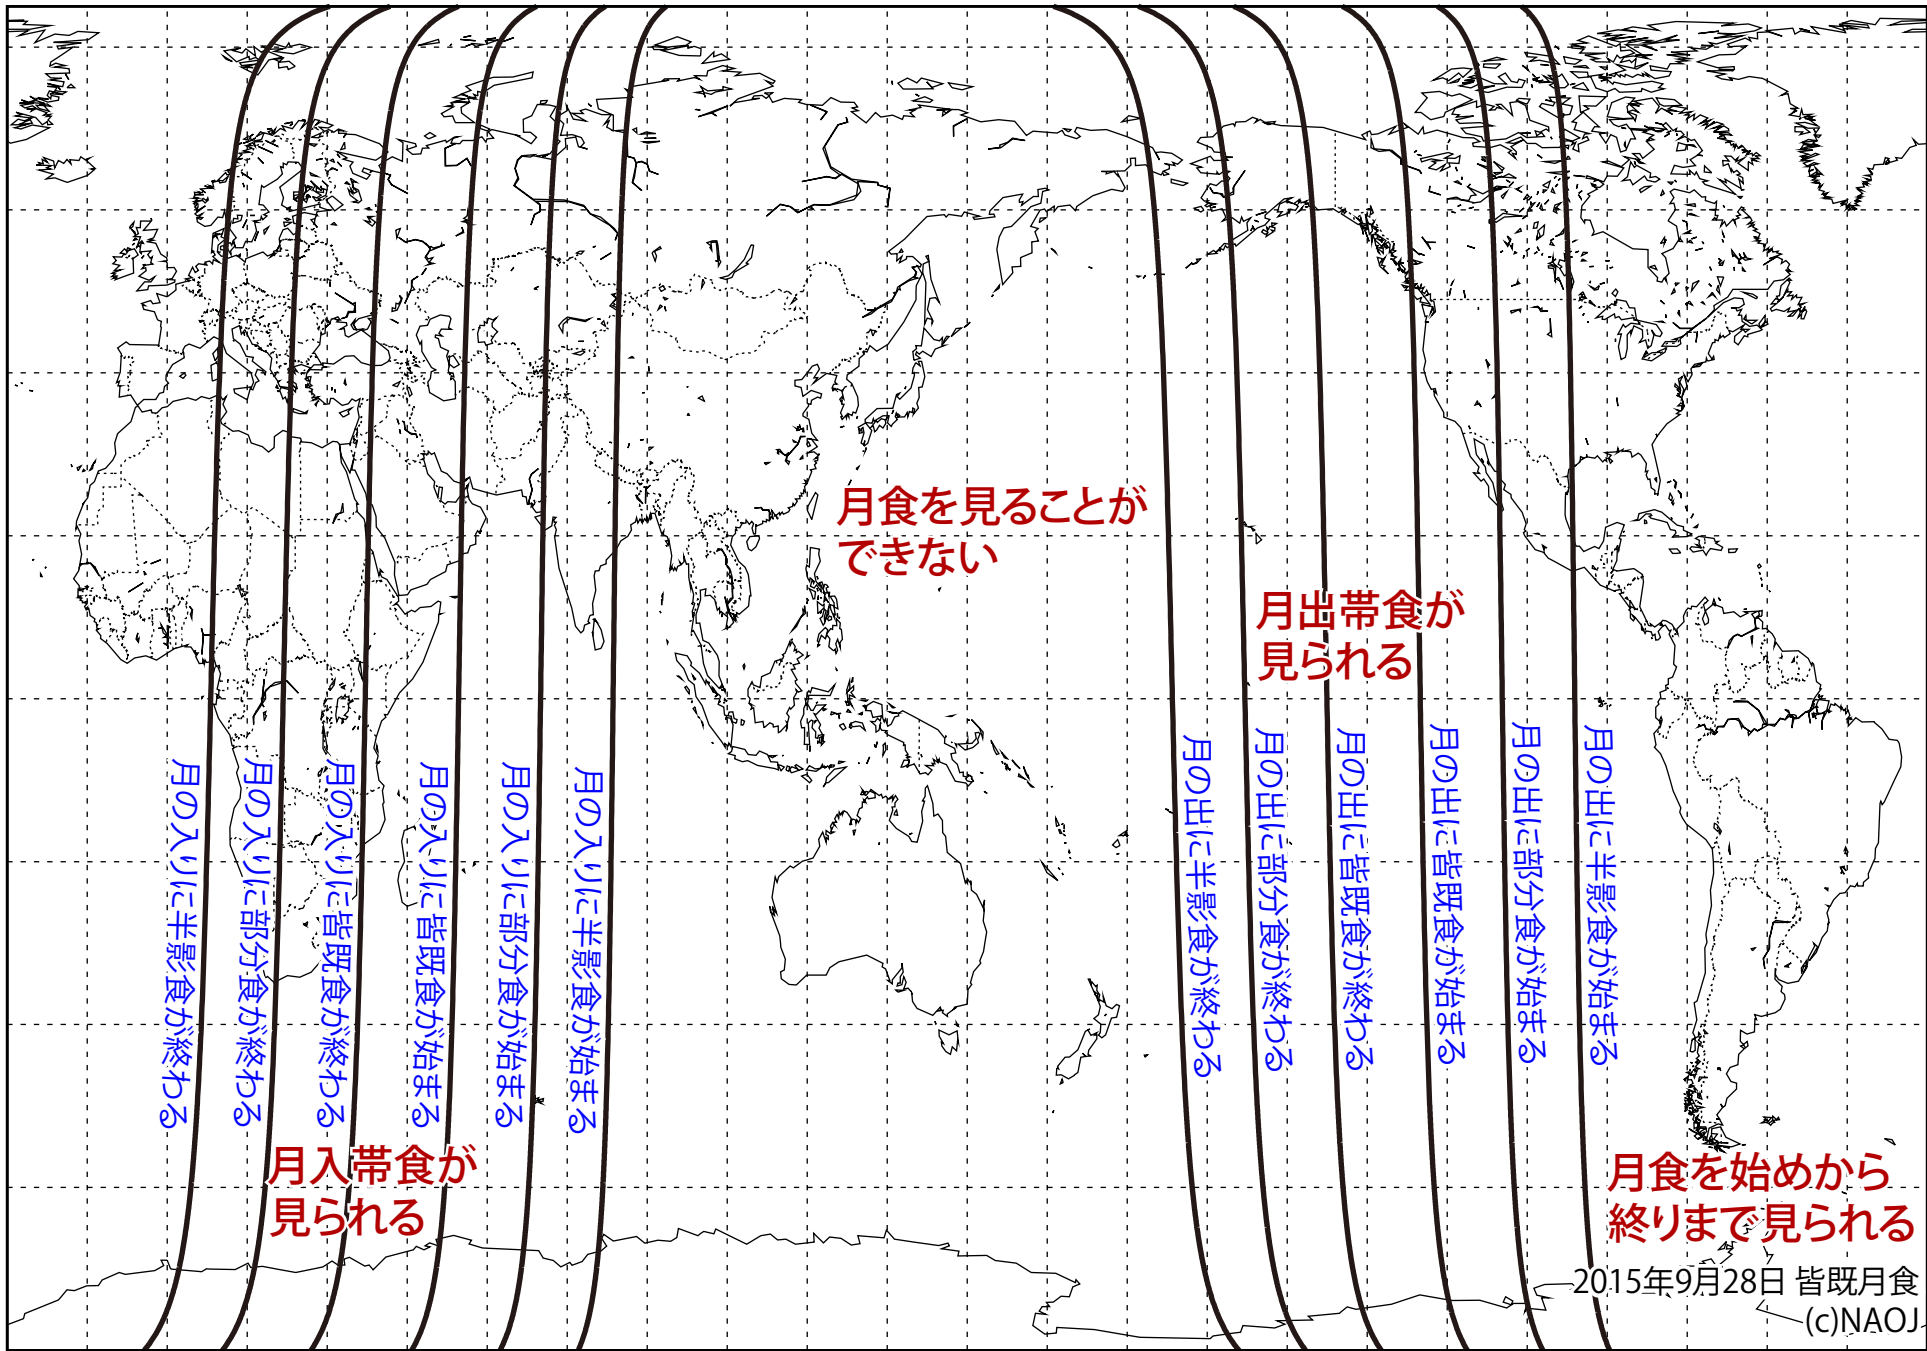 月食を見ることが
できない
月出帯食が
見られる
月の入りに半影食が終わる
月の入りに部分食が終わる
月の入りに皆既食が終わる
月の入りに皆既食が始まる
月の入りに部分食が始まる
月の入りに半影食が始まる
月の出に半影食が終わる
月の出に部分食が終わる
月の出に皆既食が終わる
月の出に皆既食が始まる
月の出に部分食が始まる
月の出に半影食が始まる
月入帯食が
見られる
月食を始めから
終りまで見られる
2015年9月28日 皆既月食
(c)NAOJ